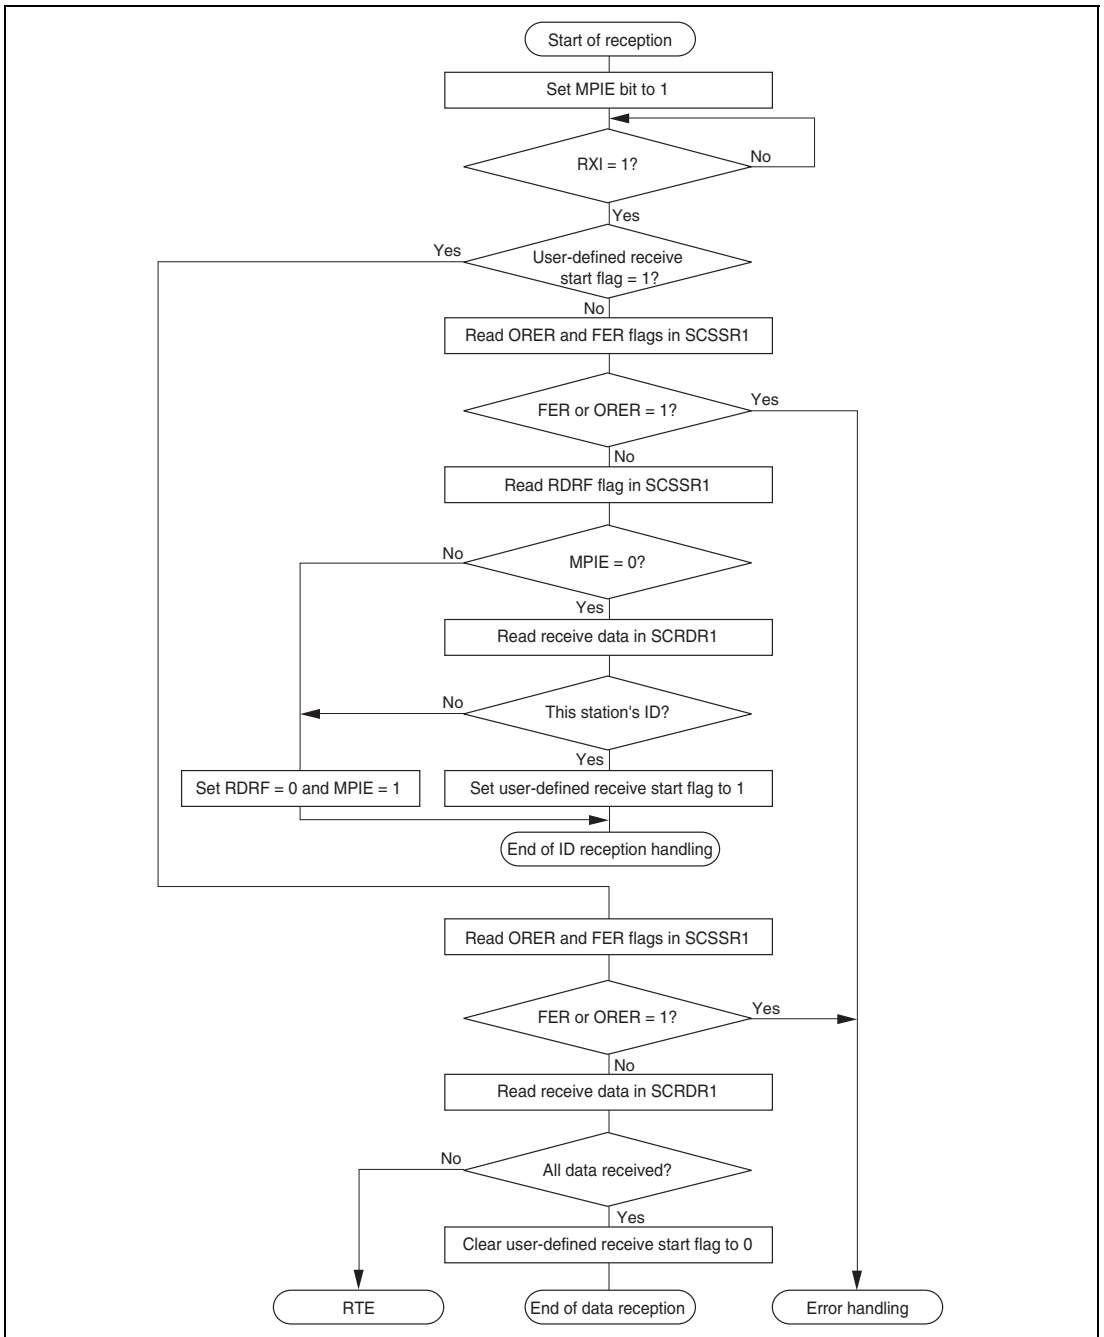 Start of reception
Set MPIE bit to 1
RXI = 1?
No
Yes
Yes
User-defined receive
start flag = 1?
No
Read ORER and FER flags in SCSSR1
FER or ORER = 1?
Yes
No
Read RDRF flag in SCSSR1
No
MPIE = 0?
Yes
Read receive data in SCRDR1
No
This station's ID?
Yes
Set RDRF = 0 and MPIE = 1
Set user-defined receive start flag to 1
End of ID reception handling
Read ORER and FER flags in SCSSR1
FER or ORER = 1?
Yes
No
Read receive data in SCRDR1
No
All data received?
Yes
Clear user-defined receive start flag to 0
RTE
End of data reception
Error handling